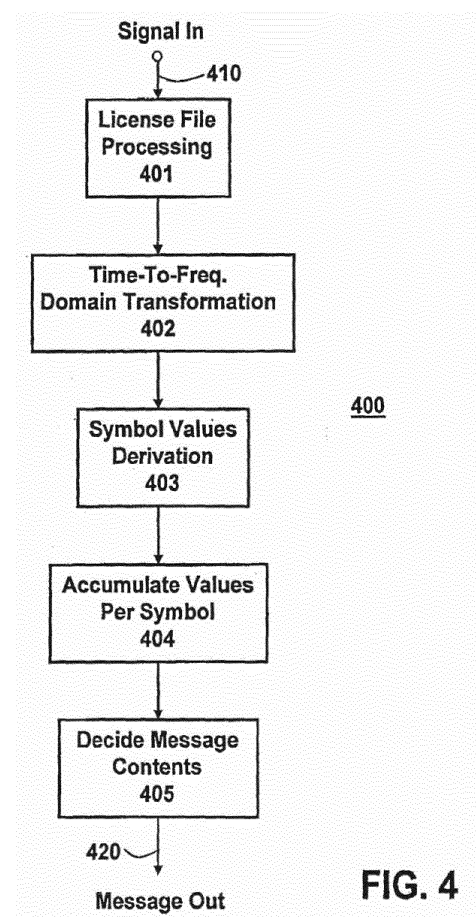 Signal In
410
License File
Processing
401
Time-To-Freq.
Domain Transformation
402
400
Symbol Values
Derivation
403
Accumulate Values
Per Symbol
404
Decide Message
Contents
405
420
Message Out
FIG. 4